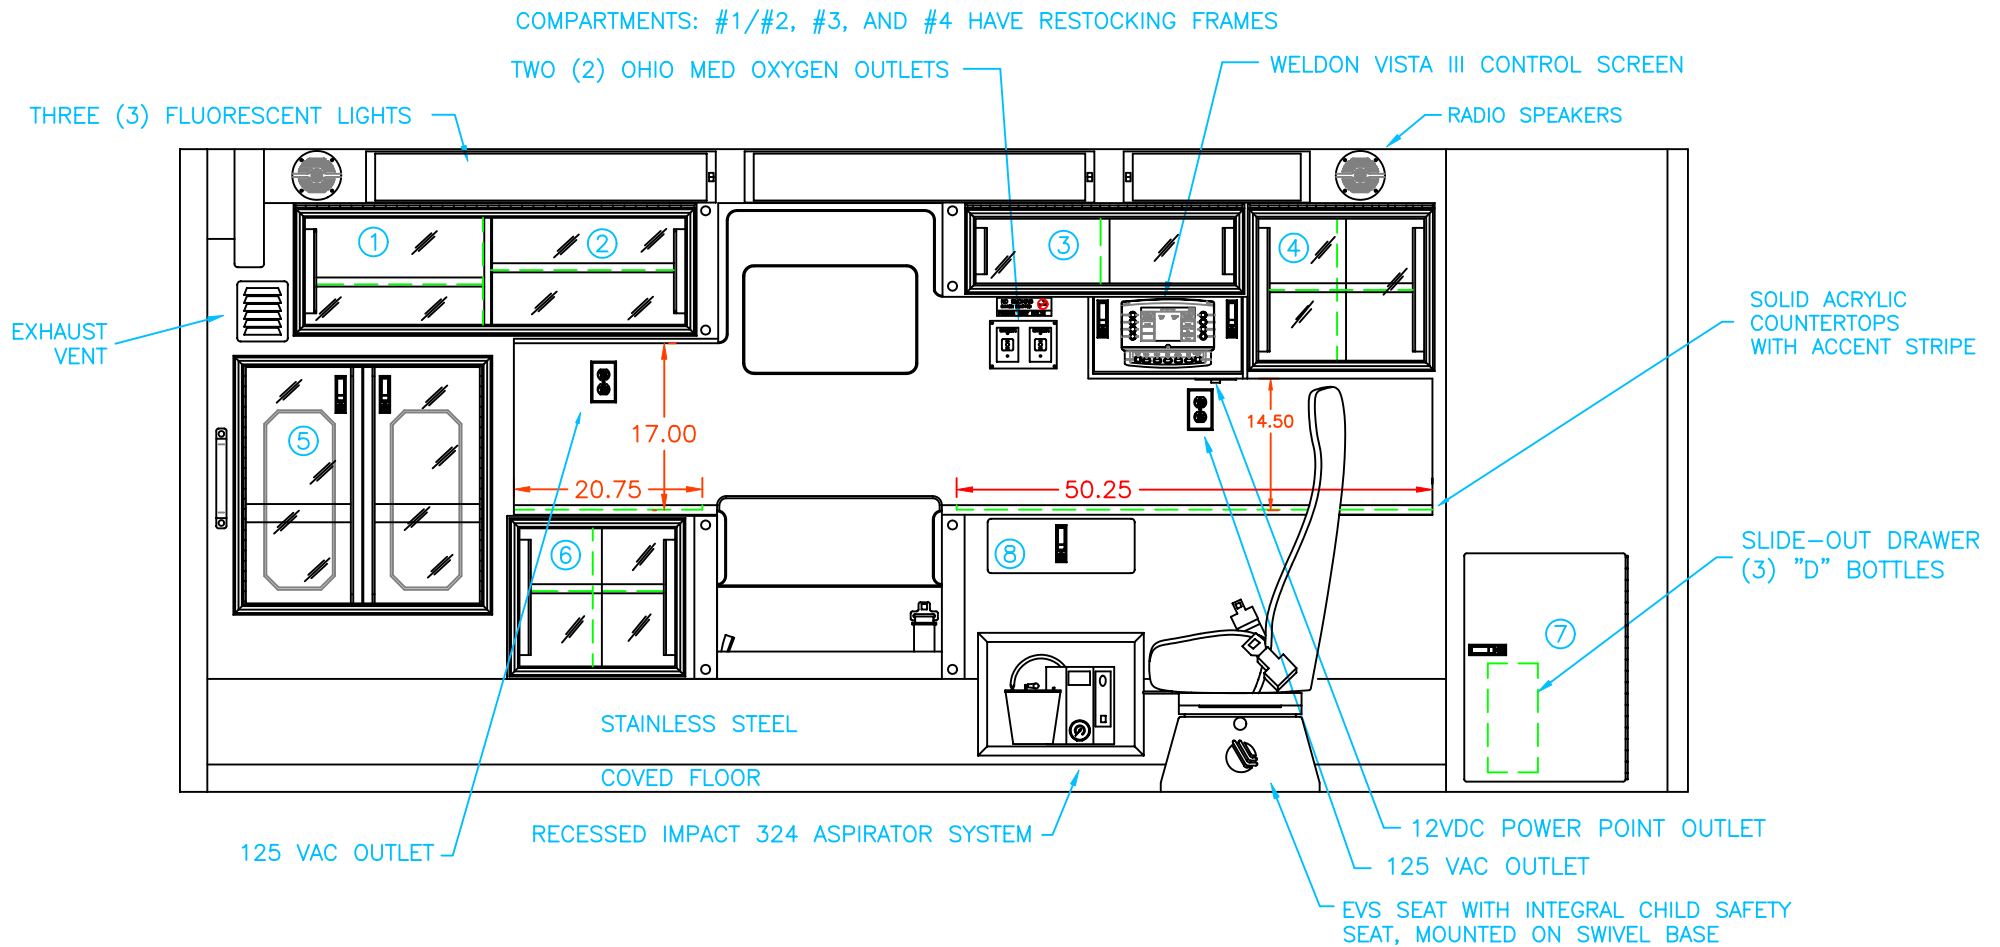 COMPARTMENTS: #1/#2, #3, AND #4 HAVE RESTOCKING FRAMES
TWO (2) OHIO MED OXYGEN OUTLETS
WELDON VISTA III CONTROL SCREEN
THREE (3) FLUORESCENT LIGHTS
RADIO SPEAKERS
1
2
3
4
EXHAUST
VENT
SOLID ACRYLIC
COUNTERTOPS
WITH ACCENT STRIPE
17.00
14.50
5
20.75
50.25
6
8
SLIDE-OUT DRAWER
(3) "D" BOTTLES
7
STAINLESS STEEL
COVED FLOOR
RECESSED IMPACT 324 ASPIRATOR SYSTEM
12VDC POWER POINT OUTLET
125 VAC OUTLET
125 VAC OUTLET
EVS SEAT WITH INTEGRAL CHILD SAFETY
SEAT, MOUNTED ON SWIVEL BASE